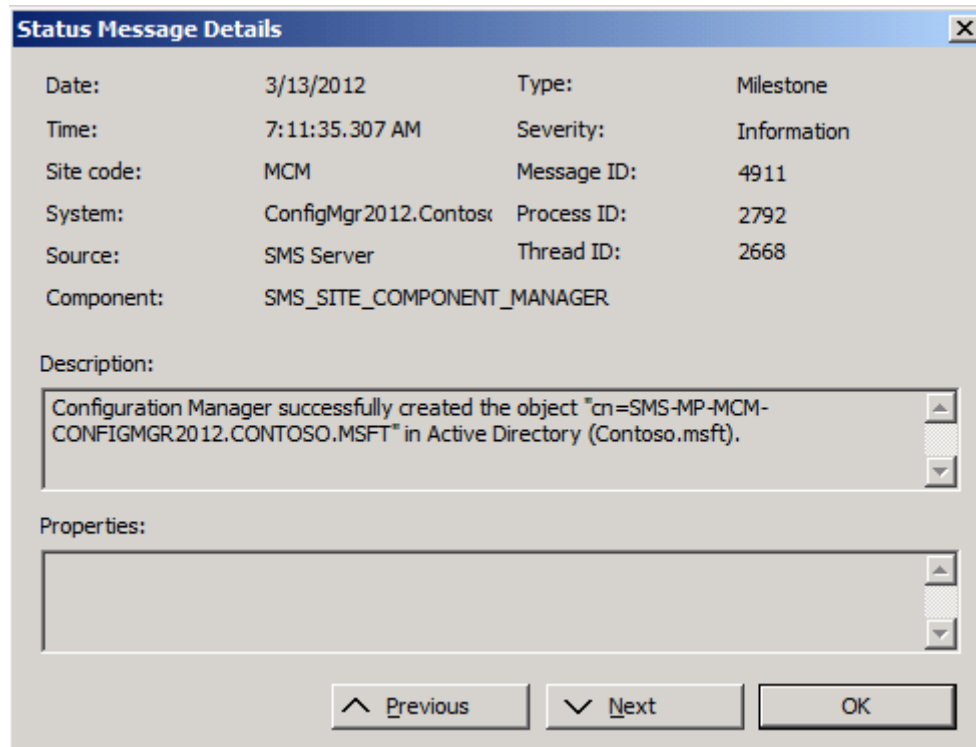 Status Message Details
Date: 3/13/2012 Type: Milestone
Time: 7:11:35.307 AM Severity: Information
Site code: MCM Message ID: 4911
System: ConfigMgr2012.Contoso Process ID: 2792
Source: SMS Server Thread ID: 2668
Component: SMS_SITE_COMPONENT_MANAGER
Description:
Configuration Manager successfully created the object "cn=SMS-MP-MCM-
CONFIGMGR2012.CONTOSO.MSFT" in Active Directory (Contoso.msft).
Properties:
Previous Next OK